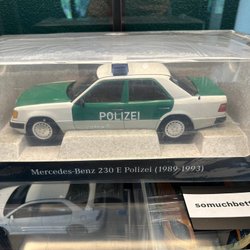 POLIZEI
Mercedes-Benz 230 E Polizei (1989-1993)
somuchbett